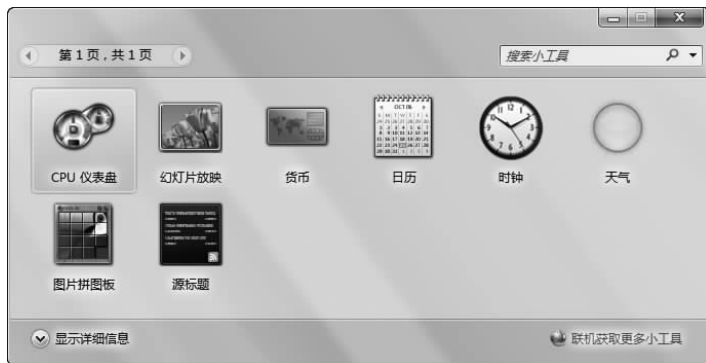 第1页,共1页
搜索小工具
CPU 仪表盘
幻灯片放映
货币
日历
时钟
天气
OCT 06
图片拼图板
源标题
显示详细信息
联机获取更多小工具